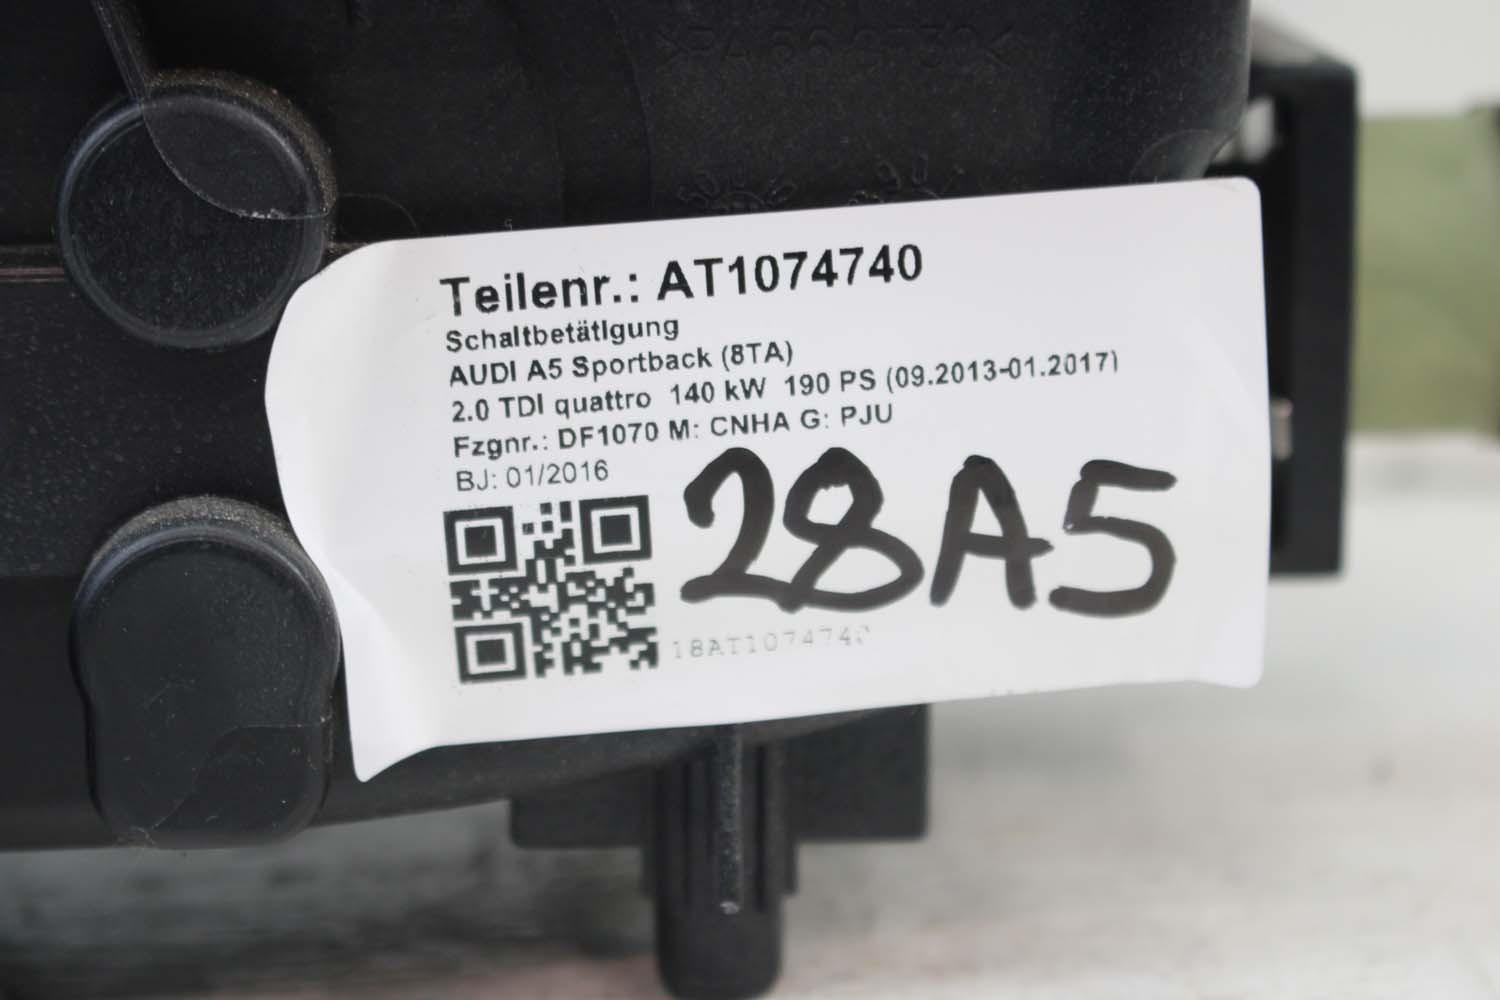 Teilenr.: AT1074740
Schaltbetätigung
AUDI A5 Sportback (8TA)
2.0 TDI quattro 140 kW 190 PS (09.2013-01.2017)
Fzgnr.: DF1070 M: CNHA G: PJU
BJ: 01/2016
28A5
18AT1074740